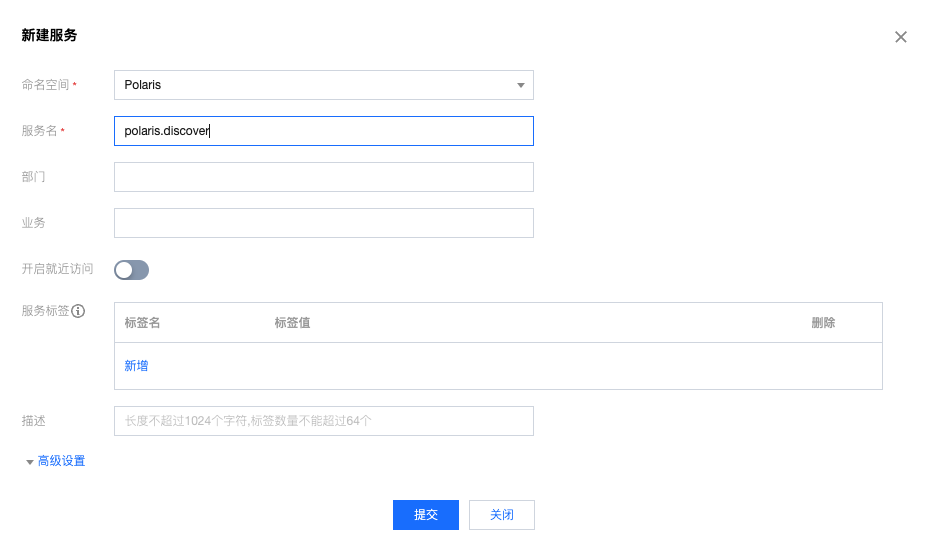 新建服务
命名空间 * Polaris
服务名 * polaris.discover
部门
业务
开启就近访问
服务标签
标签名 标签值 删除
新增
描述 长度不超过1024个字符,标签数量不能超过64个
高级设置
提交 关闭